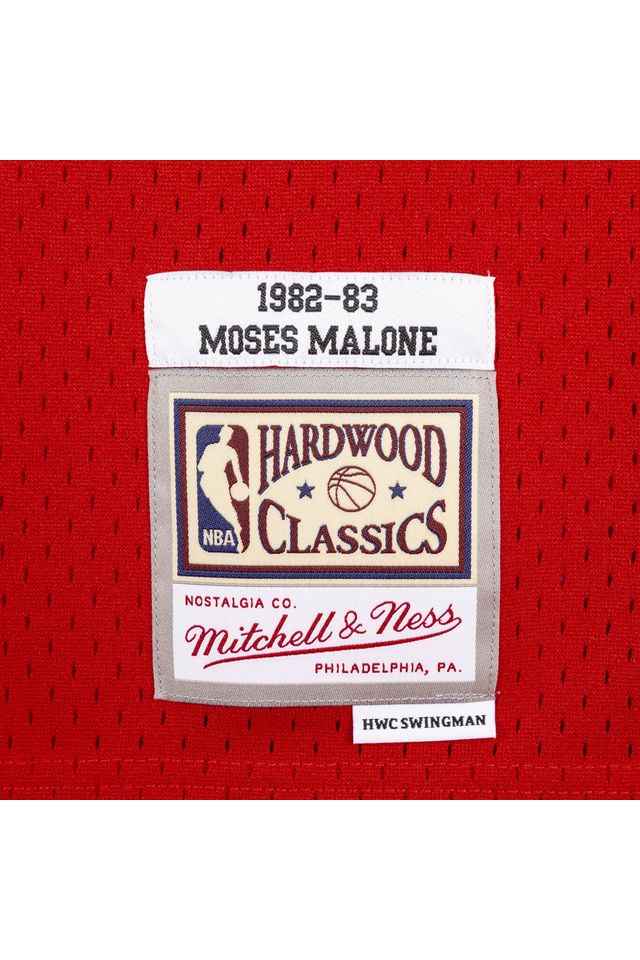 1982-83
MOSES MALONE
HARDWOOD
CLASSICS
NBA
NOSTALGIA CO.
Mitchell & Ness
PHILADELPHIA, PA.
HWC SWINGMAN